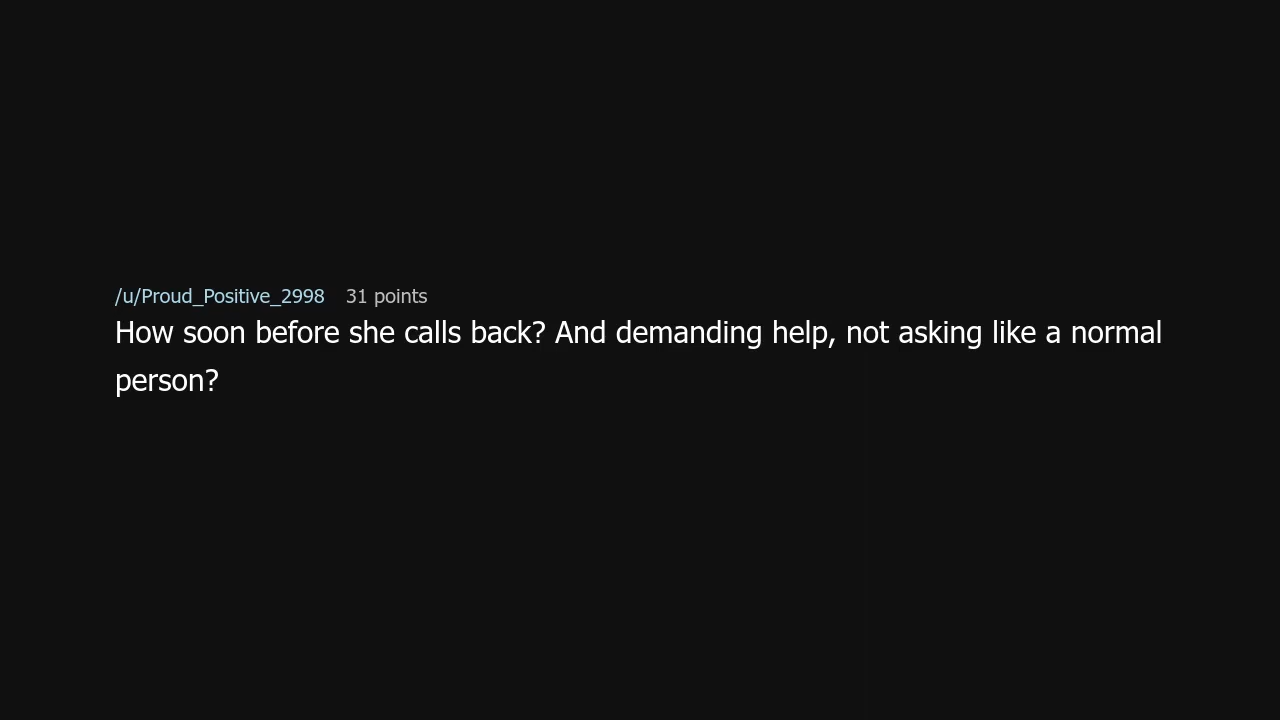 /u/Proud_Positive_2998 31 points
How soon before she calls back? And demanding help, not asking like a normal
person?